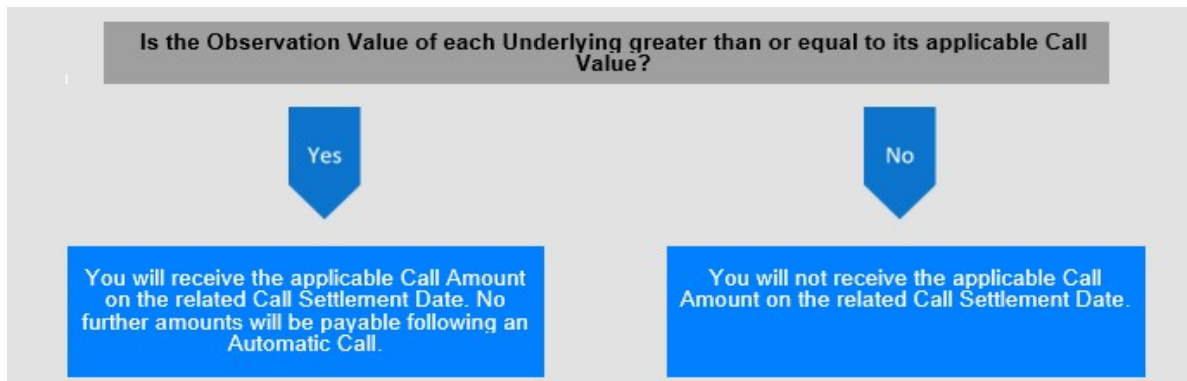 Is the Observation Value of each Underlying greater than or equal to its applicable Call
Value?
Yes
No
You will receive the applicable Call Amount
on the related Call Settlement Date. No
further amounts will be payable following an
Automatic Call.
You will not receive the applicable Call
Amount on the related Call Settlement Date.